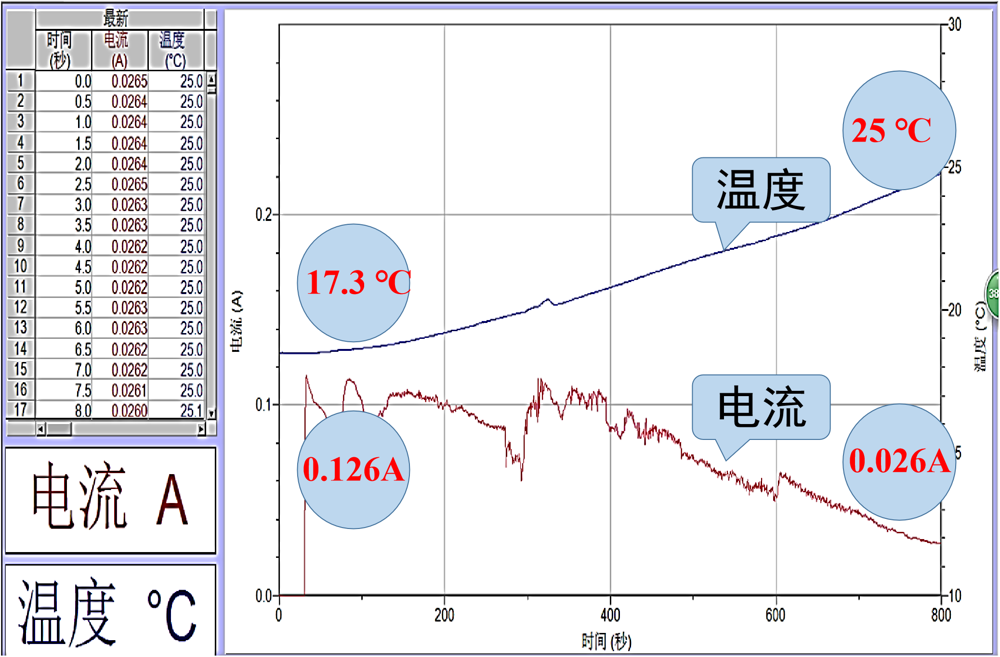 最新
时间 电流 温度
(秒) (A) (°C)
1 0.0 0.0265 25.0
2 0.5 0.0264 25.0
3 1.0 0.0264 25.0
4 1.5 0.0264 25.0
5 2.0 0.0264 25.0
6 2.5 0.0265 25.0
7 3.0 0.0263 25.0
8 3.5 0.0263 25.0
9 4.0 0.0262 25.0
10 4.5 0.0262 25.0
11 5.0 0.0262 25.0
12 5.5 0.0263 25.0
13 6.0 0.0263 25.0
14 6.5 0.0262 25.0
15 7.0 0.0262 25.0
16 7.5 0.0261 25.0
17 8.0 0.0260 25.1
电流 A
温度 °C
30
25 °C
25
温度
0.2
17.3 °C
38
20
电流 (A)
温度 (°C)
电流
0.1
0.126A
0.026A
5
0.0
10
0 200 400 600 800
时间 (秒)